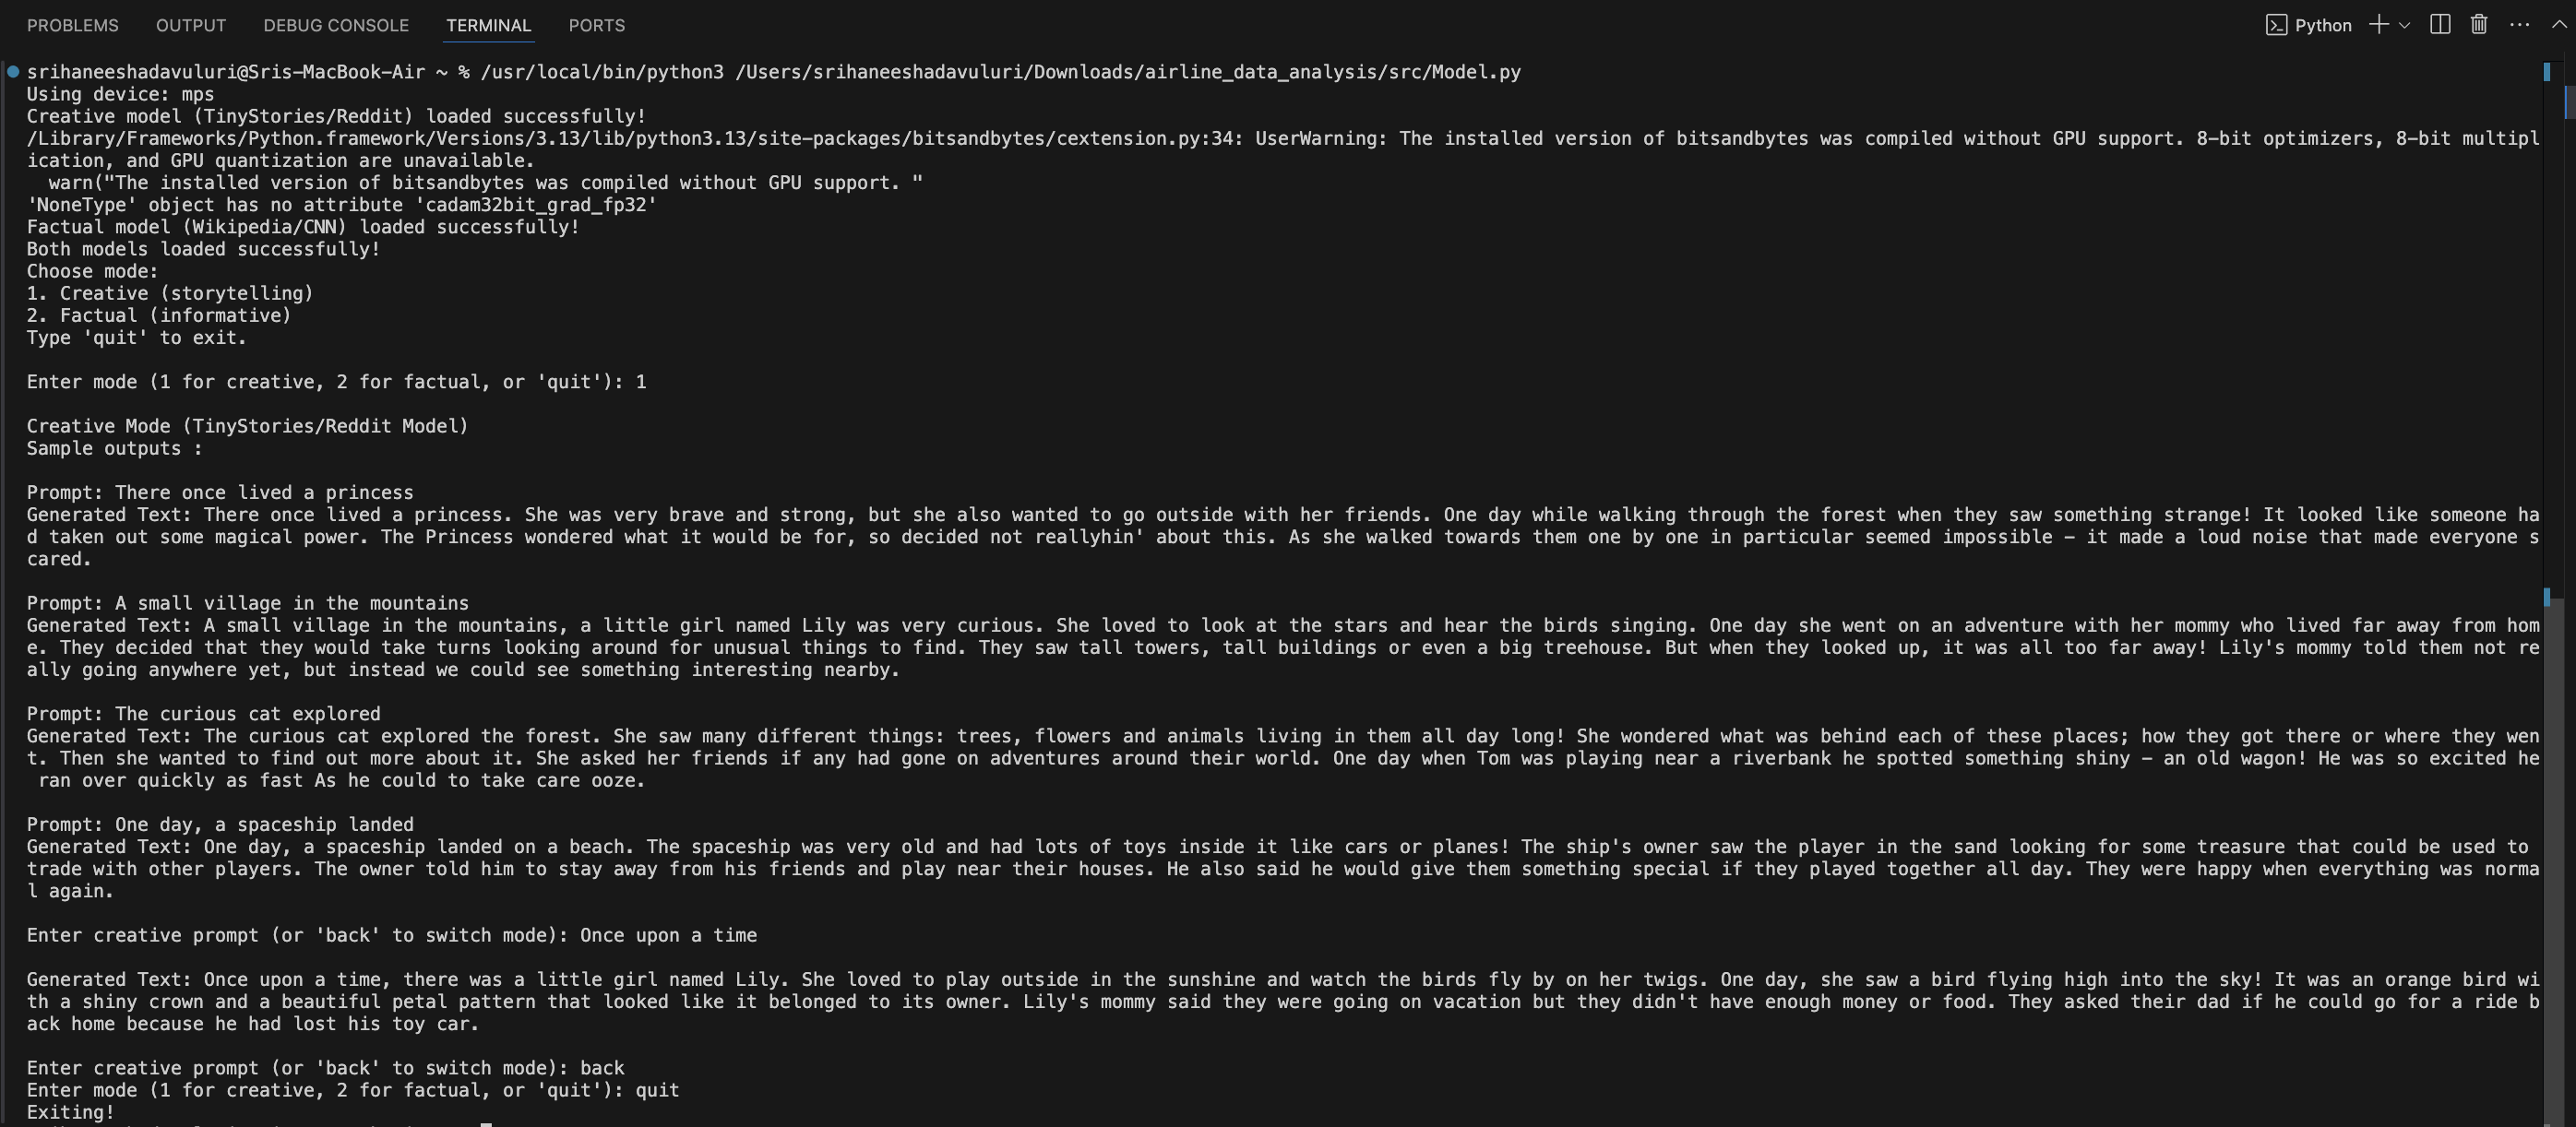 PROBLEMS OUTPUT DEBUG CONSOLE TERMINAL PORTS Python
srihaneeshadavuluri@Sris-MacBook-Air ~ % /usr/local/bin/python3 /Users/srihaneeshadavuluri/Downloads/airline_data_analysis/src/Model.py
Using device: mps
Creative model (TinyStories/Reddit) loaded successfully!
/Library/Frameworks/Python.framework/Versions/3.13/lib/python3.13/site-packages/bitsandbytes/cextension.py:34: UserWarning: The installed version of bitsandbytes was compiled without GPU support. 8-bit optimizers, 8-bit multipl
ication, and GPU quantization are unavailable.
  warn("The installed version of bitsandbytes was compiled without GPU support. "
'NoneType' object has no attribute 'cadam32bit_grad_fp32'
Factual model (Wikipedia/CNN) loaded successfully!
Both models loaded successfully!
Choose mode:
1. Creative (storytelling)
2. Factual (informative)
Type 'quit' to exit.
Enter mode (1 for creative, 2 for factual, or 'quit'): 1
Creative Mode (TinyStories/Reddit Model)
Sample outputs :
Prompt: There once lived a princess
Generated Text: There once lived a princess. She was very brave and strong, but she also wanted to go outside with her friends. One day while walking through the forest when they saw something strange! It looked like someone ha
d taken out some magical power. The Princess wondered what it would be for, so decided not reallyhin' about this. As she walked towards them one by one in particular seemed impossible – it made a loud noise that made everyone s
cared.
Prompt: A small village in the mountains
Generated Text: A small village in the mountains, a little girl named Lily was very curious. She loved to look at the stars and hear the birds singing. One day she went on an adventure with her mommy who lived far away from hom
e. They decided that they would take turns looking around for unusual things to find. They saw tall towers, tall buildings or even a big treehouse. But when they looked up, it was all too far away! Lily's mommy told them not re
ally going anywhere yet, but instead we could see something interesting nearby.
Prompt: The curious cat explored
Generated Text: The curious cat explored the forest. She saw many different things: trees, flowers and animals living in them all day long! She wondered what was behind each of these places; how they got there or where they wen
t. Then she wanted to find out more about it. She asked her friends if any had gone on adventures around their world. One day when Tom was playing near a riverbank he spotted something shiny – an old wagon! He was so excited he
 ran over quickly as fast As he could to take care ooze.
Prompt: One day, a spaceship landed
Generated Text: One day, a spaceship landed on a beach. The spaceship was very old and had lots of toys inside it like cars or planes! The ship's owner saw the player in the sand looking for some treasure that could be used to
trade with other players. The owner told him to stay away from his friends and play near their houses. He also said he would give them something special if they played together all day. They were happy when everything was norma
l again.
Enter creative prompt (or 'back' to switch mode): Once upon a time
Generated Text: Once upon a time, there was a little girl named Lily. She loved to play outside in the sunshine and watch the birds fly by on her twigs. One day, she saw a bird flying high into the sky! It was an orange bird wi
th a shiny crown and a beautiful petal pattern that looked like it belonged to its owner. Lily's mommy said they were going on vacation but they didn't have enough money or food. They asked their dad if he could go for a ride b
ack home because he had lost his toy car.
Enter creative prompt (or 'back' to switch mode): back
Enter mode (1 for creative, 2 for factual, or 'quit'): quit
Exiting!